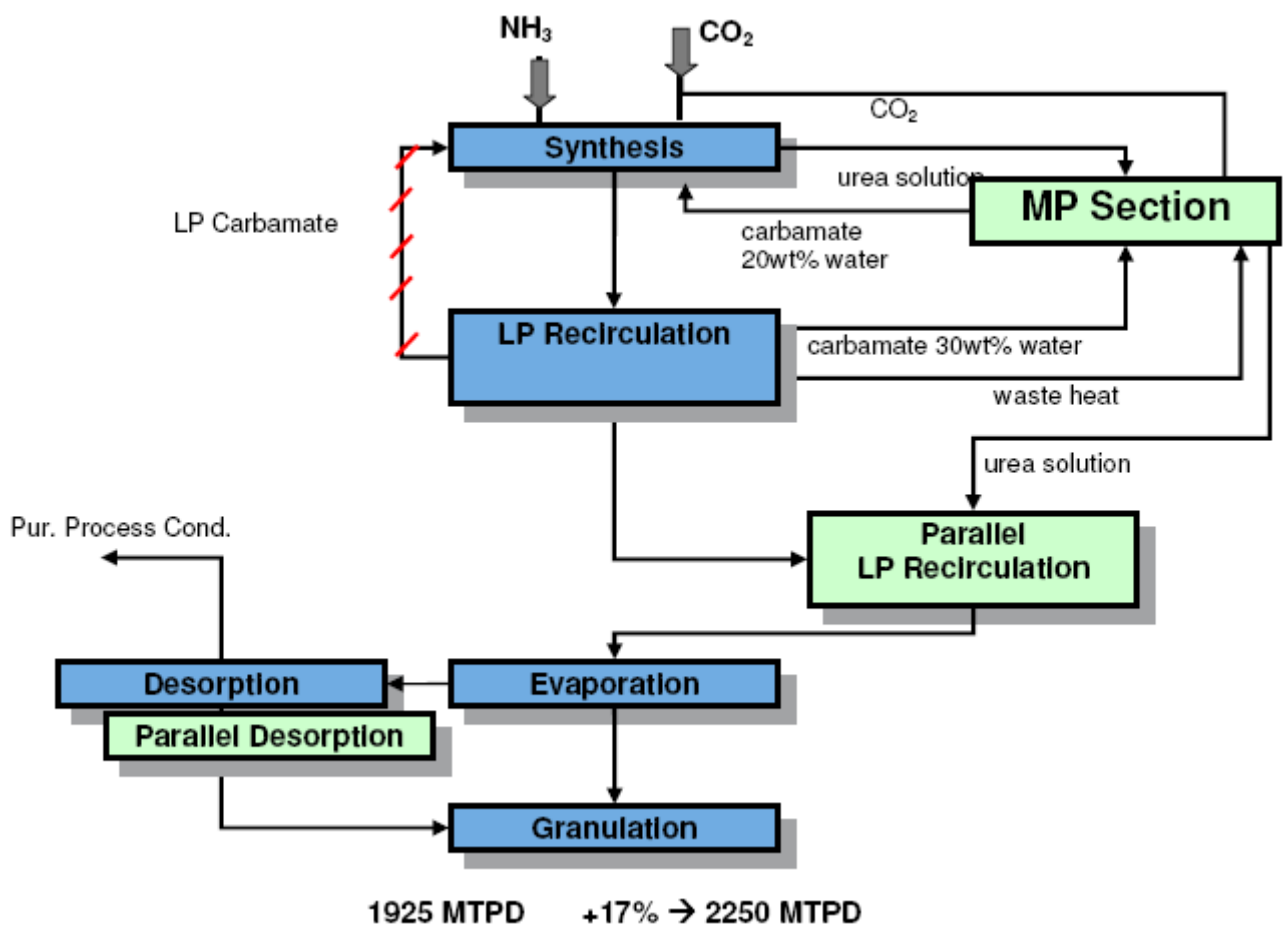 NH₃
CO₂
CO₂
Synthesis
urea solution
MP Section
LP Carbamate
carbamate
20wt% water
LP Recirculation
carbamate 30wt% water
waste heat
urea solution
Pur. Process Cond.
Parallel
LP Recirculation
Desorption
Evaporation
Parallel Desorption
Granulation
1925 MTPD +17% → 2250 MTPD